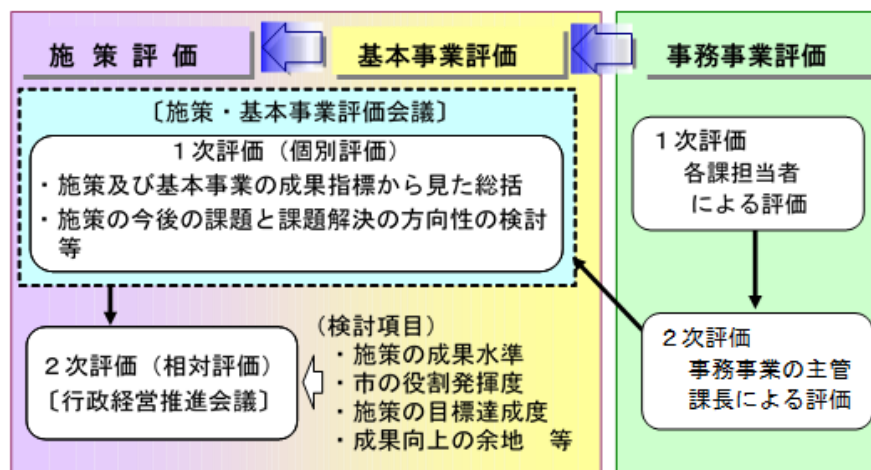 施 策 評 価
基本事業評価
事務事業評価
〔施策・基本事業評価会議〕
１次評価（個別評価）
・施策及び基本事業の成果指標から見た総括
・施策の今後の課題と課題解決の方向性の検討
等
２次評価（相対評価）
〔行政経営推進会議〕
（検討項目）
・施策の成果水準
・市の役割発揮度
・施策の目標達成度
・成果向上の余地　等
１次評価
各課担当者
による評価
２次評価
事務事業の主管
課長による評価